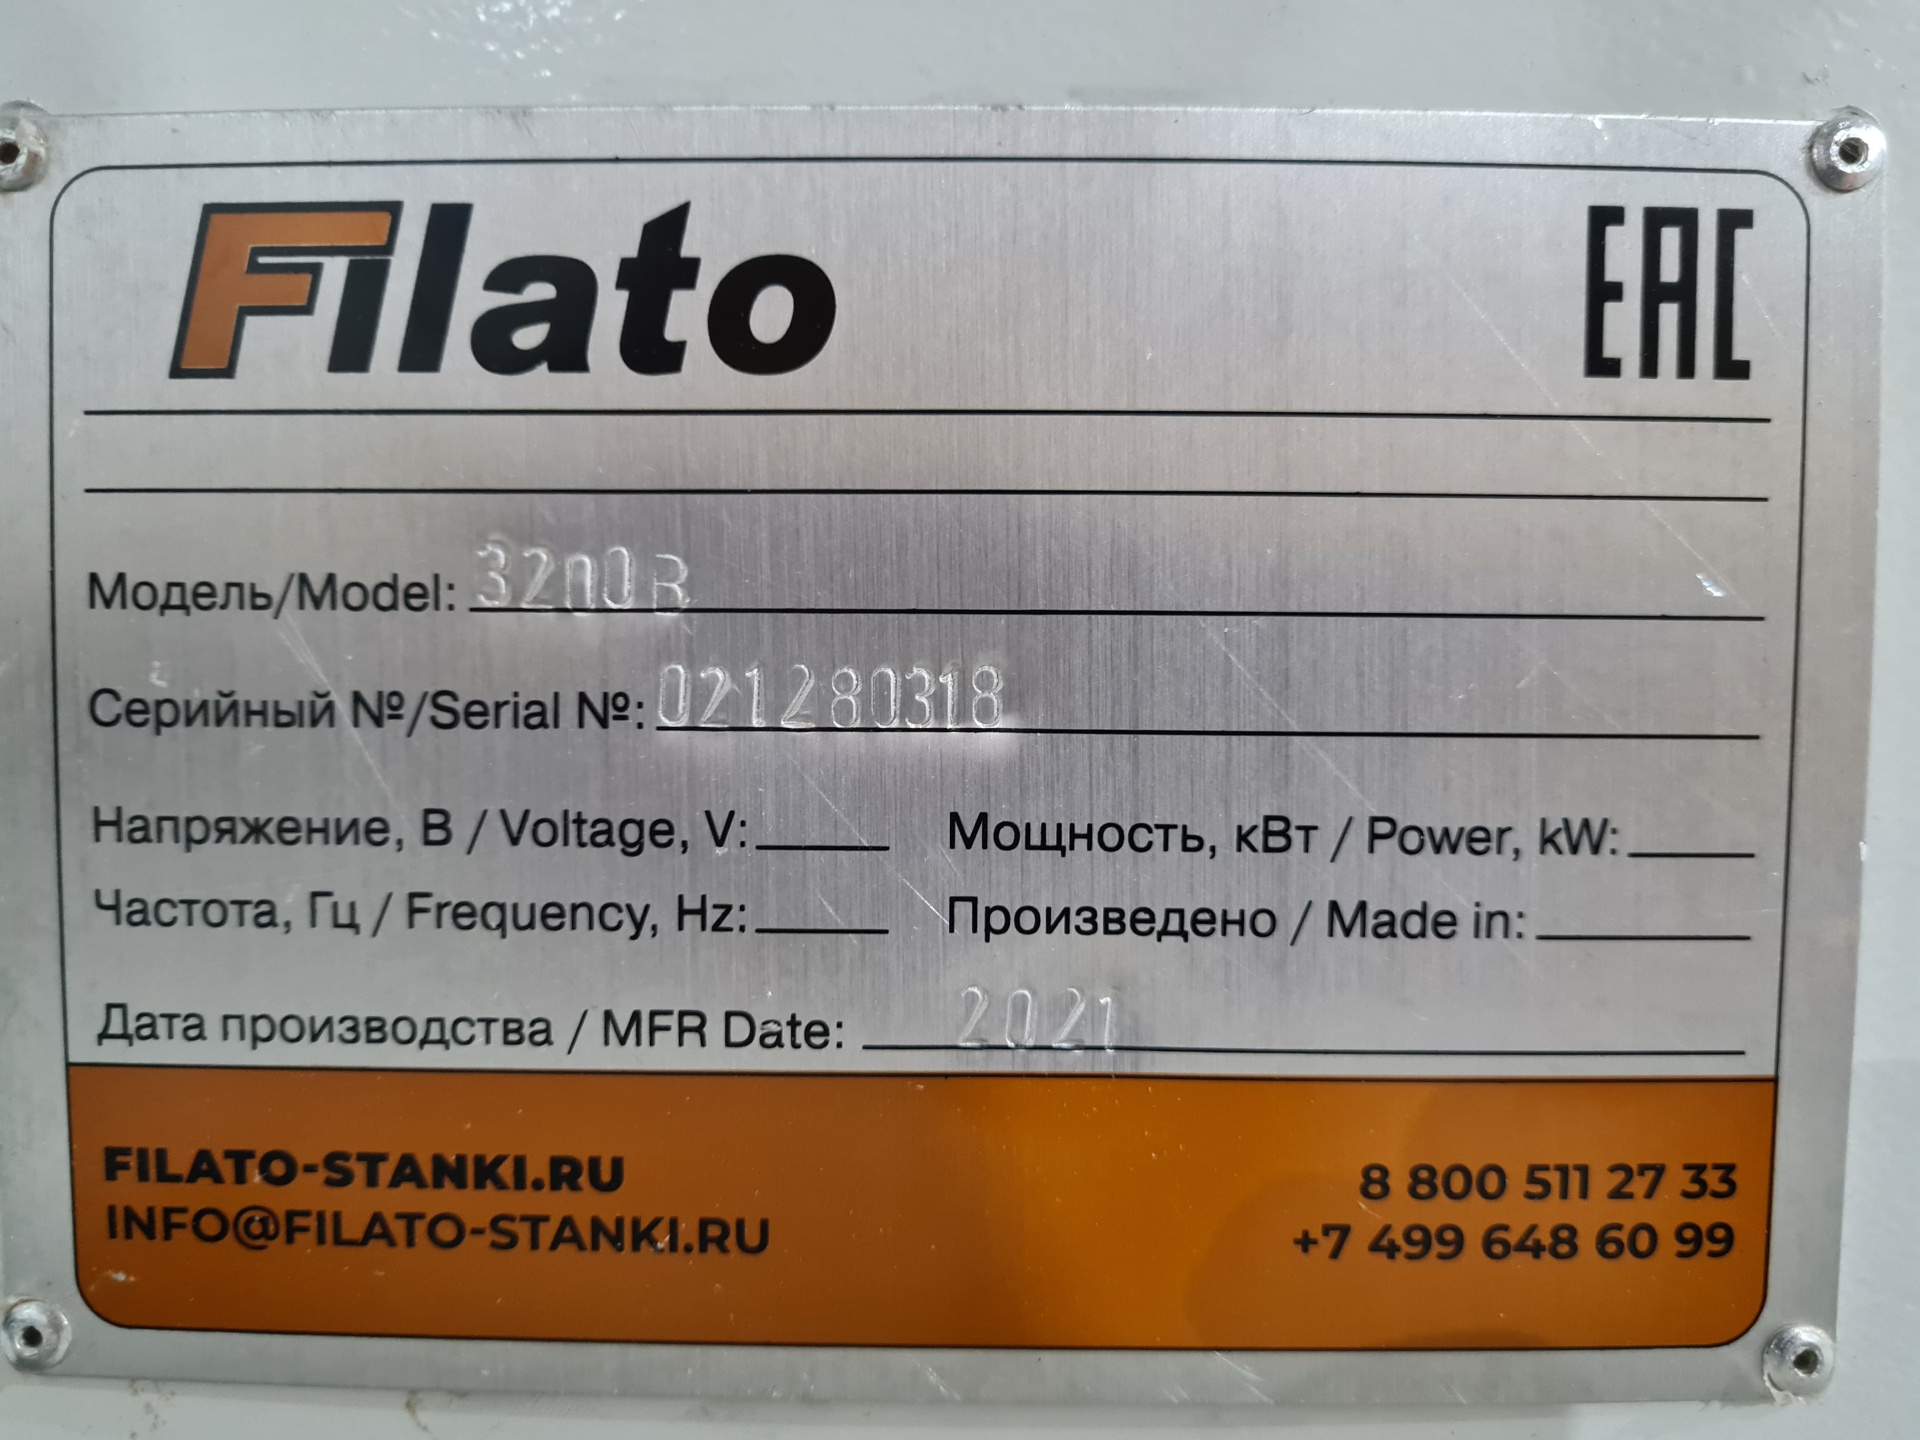 Filato EAC
Модель/Model: 3200B
Серийный №/Serial №: 021280318
Напряжение, В / Voltage, V: Мощность, кВт / Power, kW:
Частота, Гц / Frequency, Hz: Произведено / Made in:
Дата производства / MFR Date: 2021
FILATO-STANKI.RU 8 800 511 27 33
INFO@FILATO-STANKI.RU +7 499 648 60 99